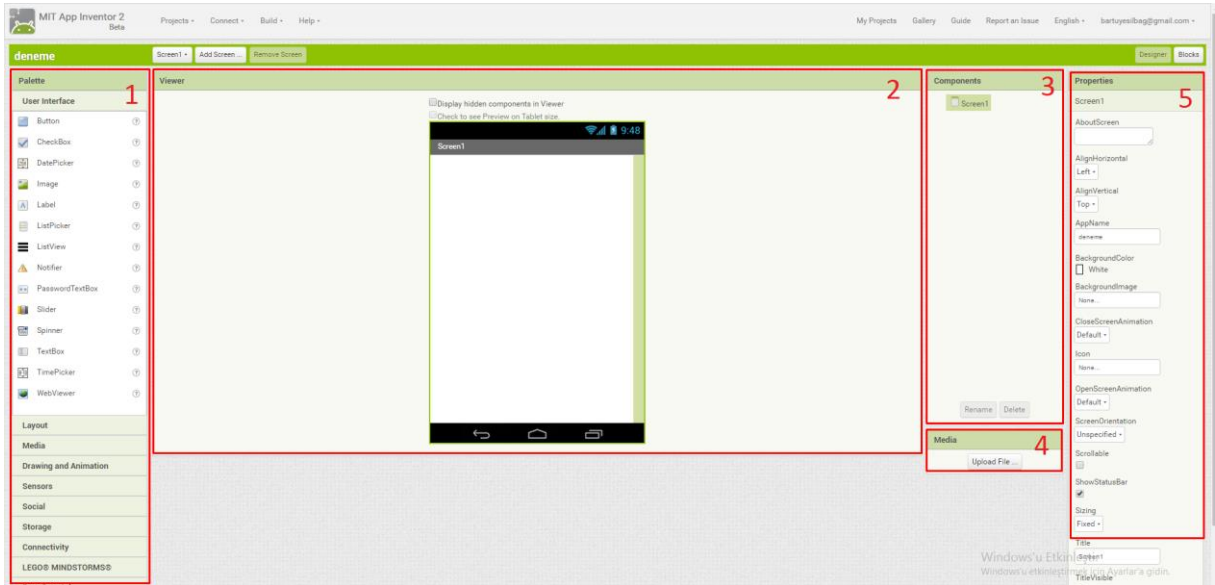 MIT App Inventor 2
Beta
Projects Connect Build Help
My Projects Gallery Guide Report an Issue English bartuyesilbag@gmail.com
deneme
Screen1 Add Screen ... Remove Screen
Designer Blocks
Palette
1
User Interface
Button
CheckBox
DatePicker
Image
Label
ListPicker
ListView
Notifier
PasswordTextBox
Slider
Spinner
TextBox
TimePicker
WebViewer
Layout
Media
Drawing and Animation
Sensors
Social
Storage
Connectivity
LEGO® MINDSTORMS®
Viewer
2
Display hidden components in Viewer
Check to see Preview on Tablet size
9:48
Screen1
Components
3
Screen1
Rename Delete
Media
4
Upload File ...
Properties
5
Screen1
AboutScreen
AlignHorizontal
Left
AlignVertical
Top
AppName
deneme
BackgroundColor
White
BackgroundImage
None...
CloseScreenAnimation
Default
Icon
None...
OpenScreenAnimation
Default
ScreenOrientation
Unspecified
Scrollable
ShowStatusBar
Sizing
Fixed
Title
Screen1
TitleVisible
Windows'u
Windows'u etkinleştirmek için Ayarlar'a gidin.